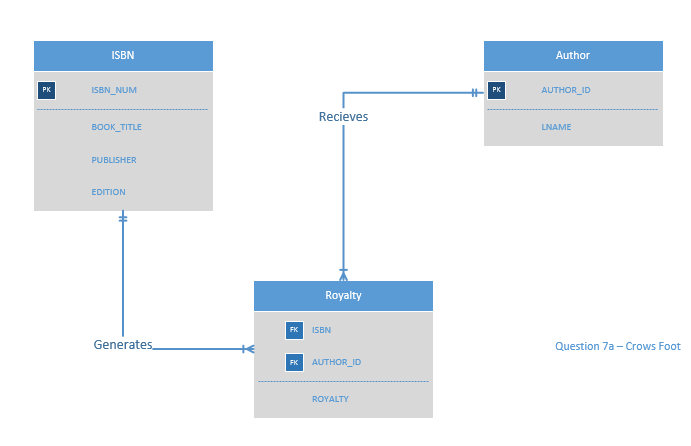 ISBN
PK ISBN_NUM
BOOK_TITLE
PUBLISHER
EDITION
Author
PK AUTHOR_ID
LNAME
Recieves
Generates
Royalty
FK ISBN
FK AUTHOR_ID
ROYALTY
Question 7a – Crows Foot